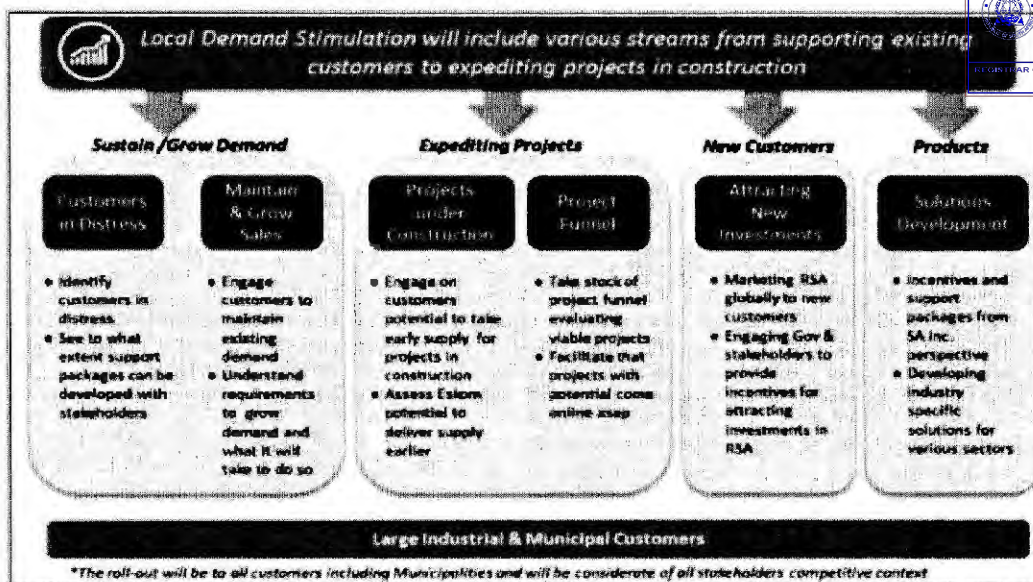 Local Demand Stimulation will include various streams from supporting existing
customers to expediting projects in construction
REGISTRAR
Sustain /Grow Demand
Expediting Projects
New Customers
Products
Customers
in Distress
Maintain
& Grow
Sales
Projects
under
Construction
Project
Funnel
Attracting
New
Investments
Solutions
Development
• Identify
customers in
distress
• See to what
extent support
packages can be
developed with
stakeholders
• Engage
customers to
maintain
existing
demand
• Understand
requirements
to grow
demand and
what it will
take to do so
• Engage on
customers
potential to take
early supply for
projects in
construction
• Assess Eskom
potential to
deliver supply
earlier
• Take stock of
project funnel
evaluating
viable projects
• Facilitate that
projects with
potential come
online asap
• Marketing RSA
globally to new
customers
• Engaging Gov &
stakeholders to
provide
incentives for
attracting
investments in
RSA
• Incentives and
support
packages from
SA inc.
perspective
• Developing
industry
specific
solutions for
various sectors
Large Industrial & Municipal Customers
*The roll-out will be to all customers including Municipalities and will be considerate of all stakeholders competitive context